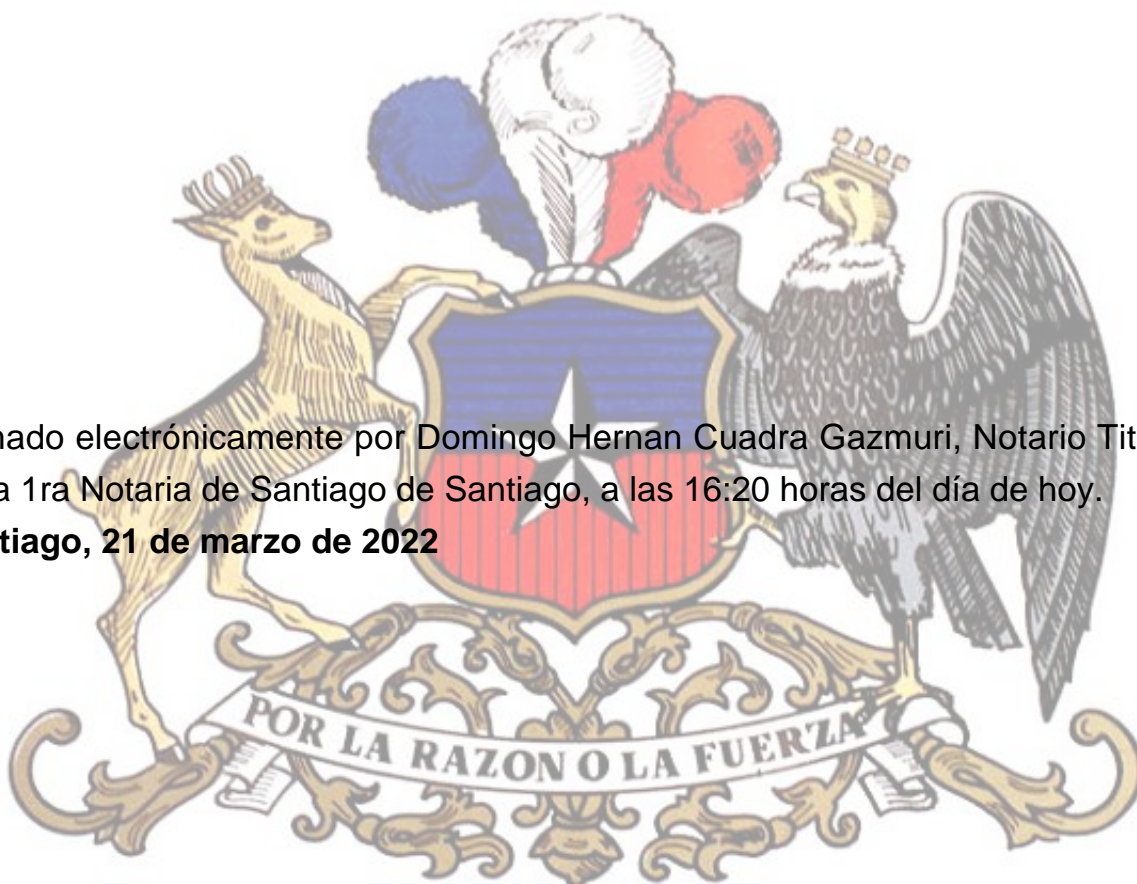 nado electrónicamente por Domingo Hernan Cuadra Gazmuri, Notario Tit
a 1ra Notaria de Santiago de Santiago, a las 16:20 horas del día de hoy.
tiago, 21 de marzo de 2022
POR LA RAZON O LA FUERZA